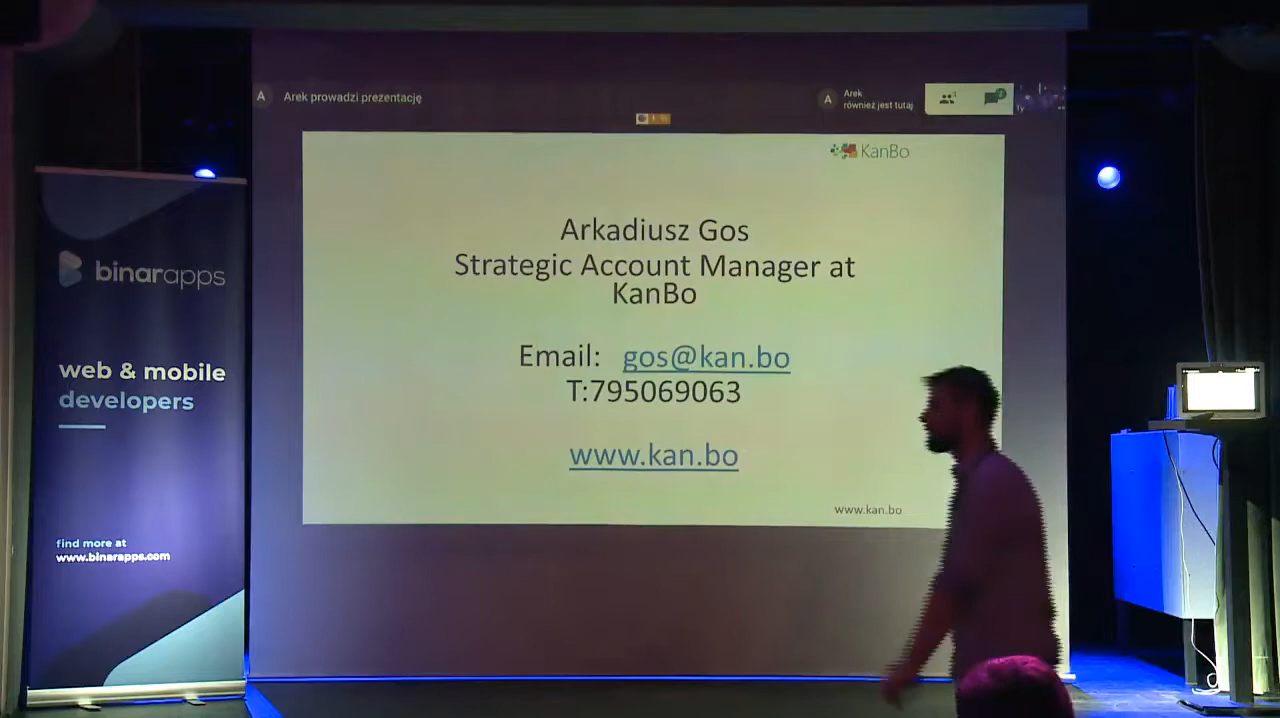 A Arek prowadzi prezentację
A Arek
również jest tutaj
Ty
KanBo
Arkadiusz Gos
Strategic Account Manager at
KanBo
Email: gos@kan.bo
T:795069063
www.kan.bo
www.kan.bo
binarapps
web & mobile
developers
find more at
www.binarapps.com